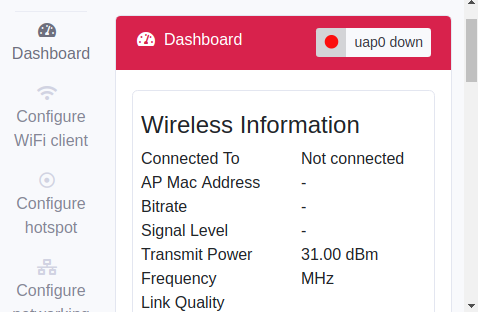 Dashboard
Configure
WiFi client
Configure
hotspot
Configure
networking
Dashboard
uap0 down
Wireless Information
Connected To Not connected
AP Mac Address -
Bitrate -
Signal Level -
Transmit Power 31.00 dBm
Frequency MHz
Link Quality